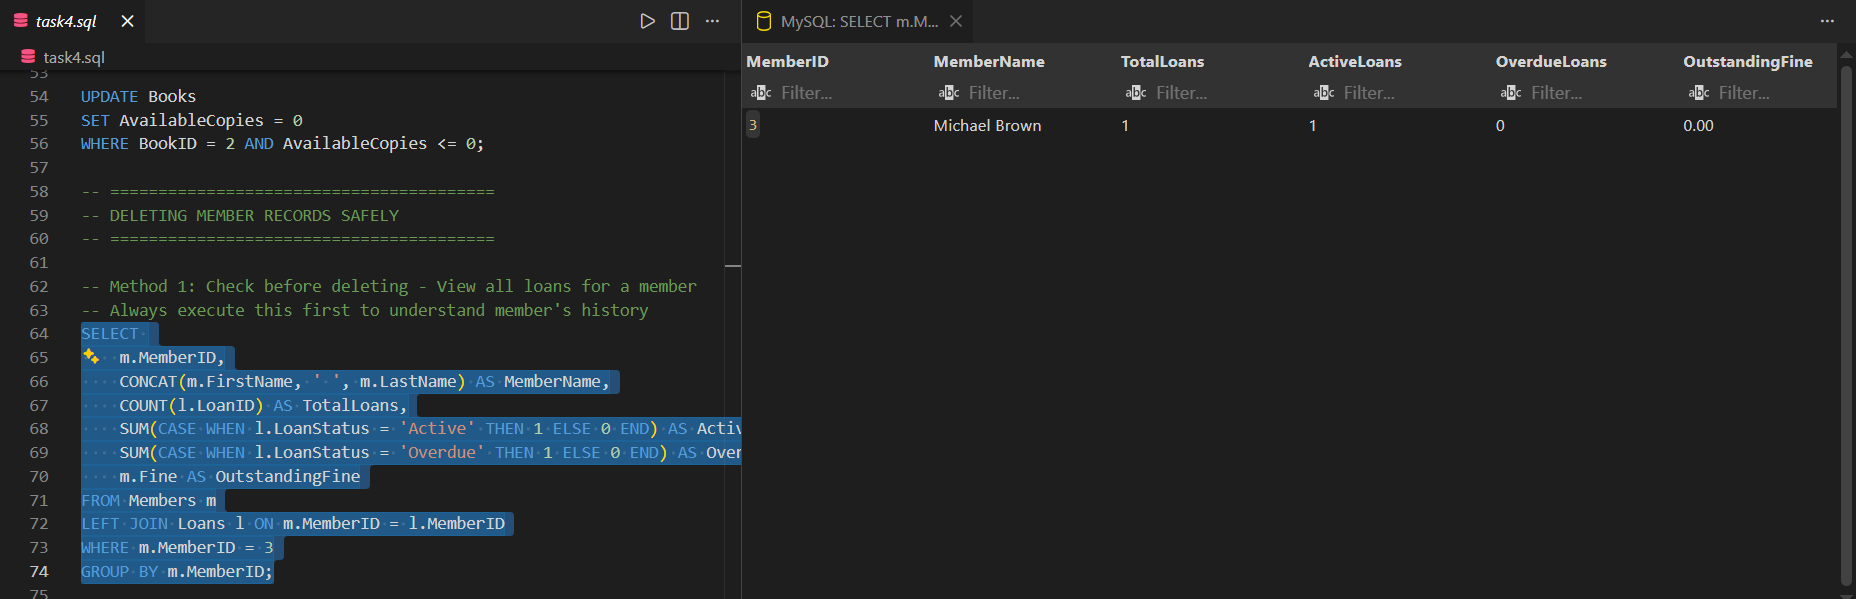 task4.sql
task4.sql
53
54 UPDATE Books
55 SET AvailableCopies = 0
56 WHERE BookID = 2 AND AvailableCopies <= 0;
57
58 -- ========================================
59 -- DELETING MEMBER RECORDS SAFELY
60 -- ========================================
61
62 -- Method 1: Check before deleting - View all loans for a member
63 -- Always execute this first to understand member's history
64 SELECT
65 m.MemberID,
66 CONCAT(m.FirstName, ' ', m.LastName) AS MemberName,
67 COUNT(l.LoanID) AS TotalLoans,
68 SUM(CASE WHEN l.LoanStatus = 'Active' THEN 1 ELSE 0 END) AS Activ
69 SUM(CASE WHEN l.LoanStatus = 'Overdue' THEN 1 ELSE 0 END) AS Over
70 m.Fine AS OutstandingFine
71 FROM Members m
72 LEFT JOIN Loans l ON m.MemberID = l.MemberID
73 WHERE m.MemberID = 3
74 GROUP BY m.MemberID;
75
MySQL: SELECT m.M...
MemberID MemberName TotalLoans ActiveLoans OverdueLoans OutstandingFine
abc Filter... abc Filter... abc Filter... abc Filter... abc Filter... abc Filter...
3 Michael Brown 1 1 0 0.00